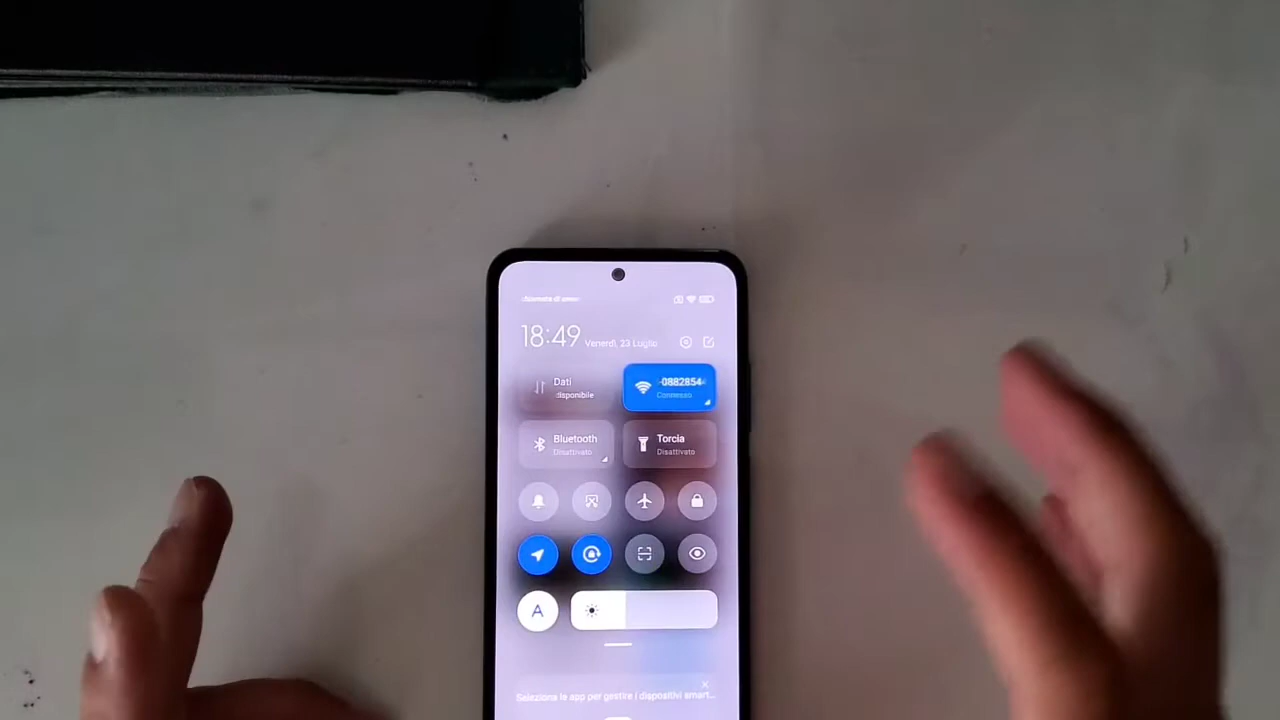 18:49 Venerdì, 23 Luglio
Dati
disponibile
-0882854
Connesso
Bluetooth
Disattivato
Torcia
Disattivato
A
Seleziona le app per gestire i dispositivi smart...